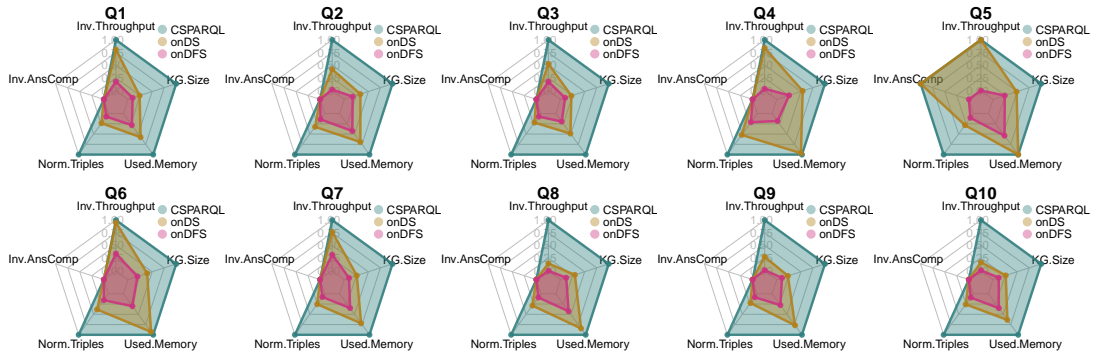 Q1
Inv.Throughput
CSPARQL
onDS
onDFS
Inv.AnsComp
KG.Size
Norm.Triples
Used.Memory
Q2
Inv.Throughput
CSPARQL
onDS
onDFS
Inv.AnsComp
KG.Size
Norm.Triples
Used.Memory
Q3
Inv.Throughput
CSPARQL
onDS
onDFS
Inv.AnsComp
KG.Size
Norm.Triples
Used.Memory
Q4
Inv.Throughput
CSPARQL
onDS
onDFS
Inv.AnsComp
KG.Size
Norm.Triples
Used.Memory
Q5
Inv.Throughput
CSPARQL
onDS
onDFS
Inv.AnsComp
KG.Size
Norm.Triples
Used.Memory
Q6
Inv.Throughput
CSPARQL
onDS
onDFS
Inv.AnsComp
KG.Size
Norm.Triples
Used.Memory
Q7
Inv.Throughput
CSPARQL
onDS
onDFS
Inv.AnsComp
KG.Size
Norm.Triples
Used.Memory
Q8
Inv.Throughput
CSPARQL
onDS
onDFS
Inv.AnsComp
KG.Size
Norm.Triples
Used.Memory
Q9
Inv.Throughput
CSPARQL
onDS
onDFS
Inv.AnsComp
KG.Size
Norm.Triples
Used.Memory
Q10
Inv.Throughput
CSPARQL
onDS
onDFS
Inv.AnsComp
KG.Size
Norm.Triples
Used.Memory